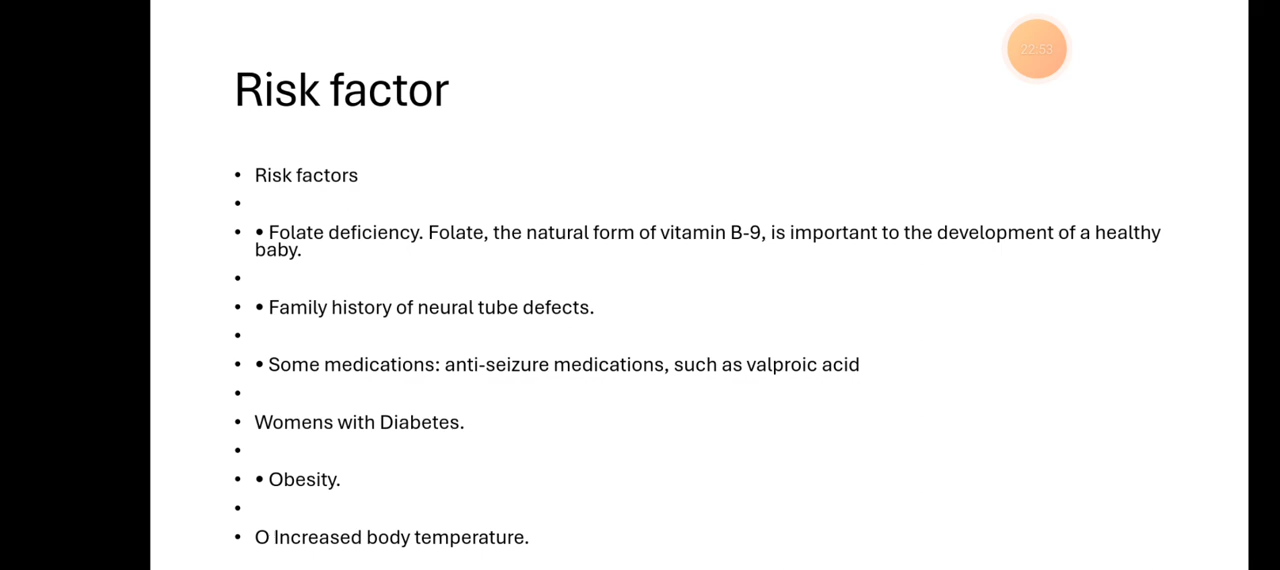 22:53
Risk factor
• Risk factors
•
• • Folate deficiency. Folate, the natural form of vitamin B-9, is important to the development of a healthy
baby.
•
• • Family history of neural tube defects.
•
• • Some medications: anti-seizure medications, such as valproic acid
•
• Womens with Diabetes.
•
• • Obesity.
•
• O Increased body temperature.